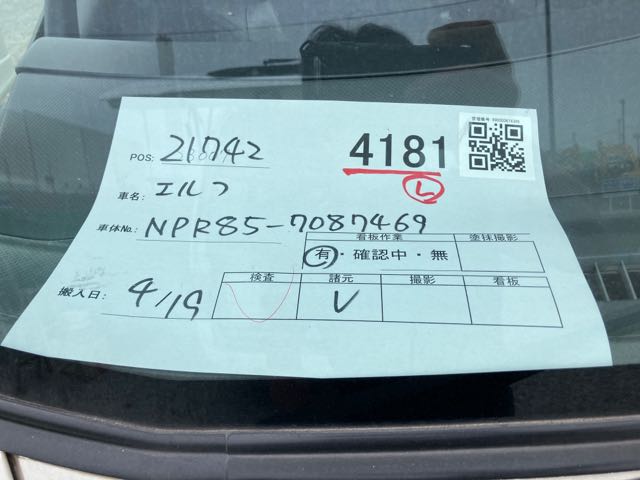 POS: 21742
4181
L
車名: エルフ
車体No.: NPR85-7087469
看板作業 塗抹撮影
有・確認中・無
搬入日: 4/19
検査 諸元 撮影 看板
V